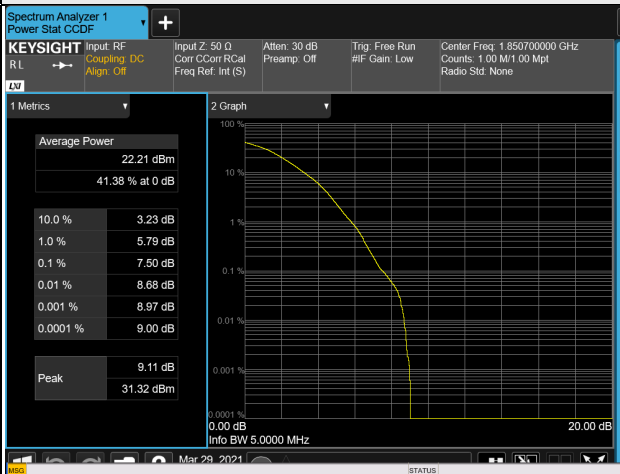 Spectrum Analyzer 1
Power Stat CCDF
KEYSIGHT
R L
LXI
Input: RF
Coupling: DC
Align: Off
Input Z: 50 Ω
Corr CCorr RCal
Freq Ref: Int (S)
Atten: 30 dB
Preamp: Off
Trig: Free Run
#IF Gain: Low
Center Freq: 1.850700000 GHz
Counts: 1.00 M/1.00 Mpt
Radio Std: None
1 Metrics
Average Power
22.21 dBm
41.38 % at 0 dB
10.0 % 3.23 dB
1.0 % 5.79 dB
0.1 % 7.50 dB
0.01 % 8.68 dB
0.001 % 8.97 dB
0.0001 % 9.00 dB
Peak
9.11 dB
31.32 dBm
2 Graph
100 %
10 %
1 %
0.1 %
0.01 %
0.001 %
0.0001 %
0.00 dB 20.00 dB
Info BW 5.0000 MHz
Mar 29, 2021
MSG STATUS